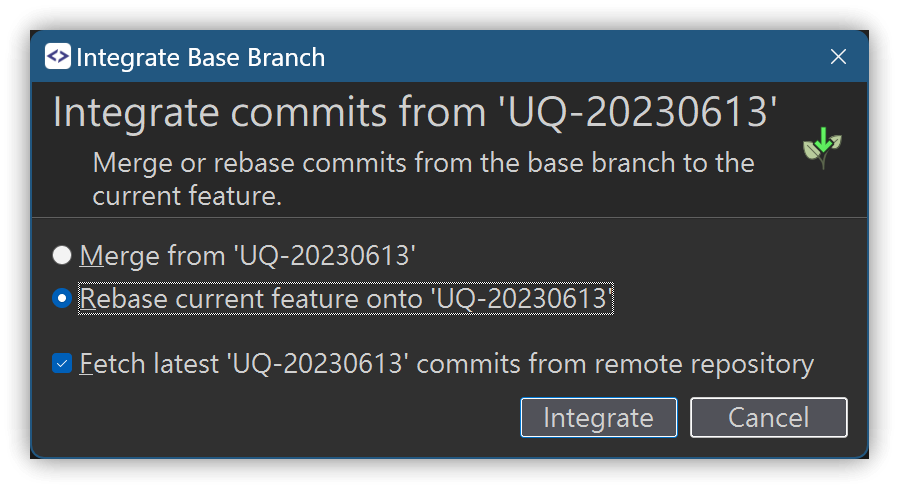 Integrate Base Branch
Integrate commits from 'UQ-20230613'
Merge or rebase commits from the base branch to the
current feature.
Merge from 'UQ-20230613'
Rebase current feature onto 'UQ-20230613'
Fetch latest 'UQ-20230613' commits from remote repository
Integrate
Cancel